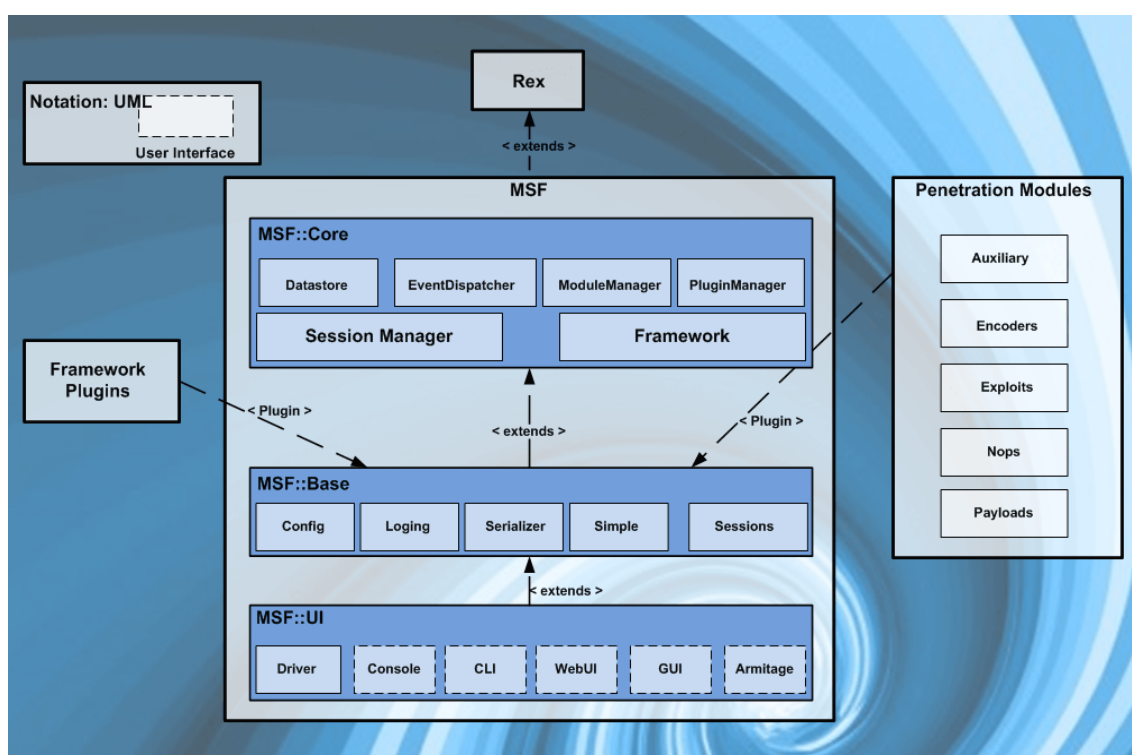 Rex
Notation: UML
User Interface
< extends >
MSF
Penetration Modules
MSF::Core
Datastore
EventDispatcher
ModuleManager
PluginManager
Session Manager
Framework
Auxiliary
Encoders
Exploits
Nops
Payloads
Framework
Plugins
< Plugin >
< extends >
< Plugin >
MSF::Base
Config
Loging
Serializer
Simple
Sessions
< extends >
MSF::UI
Driver
Console
CLI
WebUI
GUI
Armitage